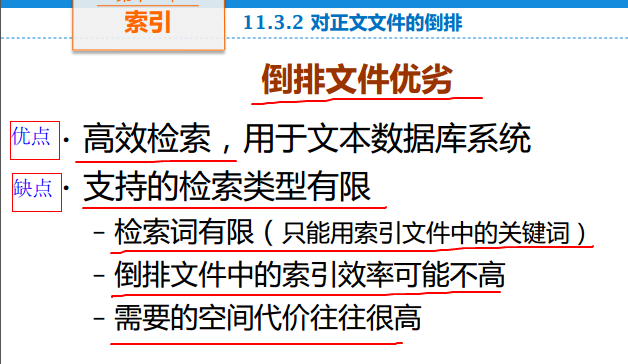 索引
11.3.2 对正文文件的倒排
倒排文件优劣
优点 • 高效检索，用于文本数据库系统
缺点 • 支持的检索类型有限
– 检索词有限（只能用索引文件中的关键词）
– 倒排文件中的索引效率可能不高
– 需要的空间代价往往很高